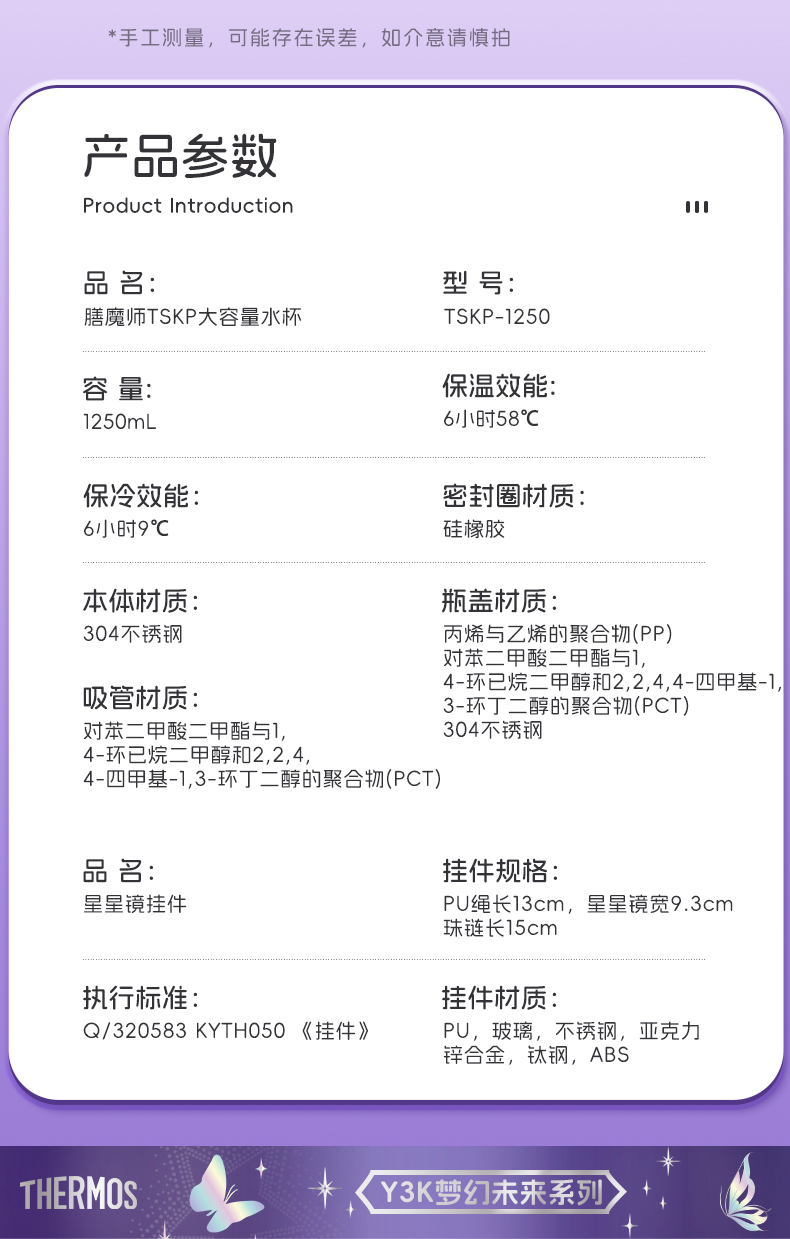 *手工测量，可能存在误差，如介意请慎拍
产品参数
Product Introduction
品 名：
膳魔师TSKP大容量水杯
型 号：
TSKP-1250
容 量：
1250mL
保温效能：
6小时58℃
保冷效能：
6小时9℃
密封圈材质：
硅橡胶
本体材质：
304不锈钢
瓶盖材质：
丙烯与乙烯的聚合物(PP)
对苯二甲酸二甲酯与1,
4-环已烷二甲醇和2,2,4,4-四甲基-1,
3-环丁二醇的聚合物(PCT)
304不锈钢
吸管材质：
对苯二甲酸二甲酯与1,
4-环已烷二甲醇和2,2,4,
4-四甲基-1,3-环丁二醇的聚合物(PCT)
品 名：
星星镜挂件
挂件规格：
PU绳长13cm，星星镜宽9.3cm
珠链长15cm
执行标准：
Q/320583 KYTH050 《挂件》
挂件材质：
PU，玻璃，不锈钢，亚克力
锌合金，钛钢，ABS
THERMOS
Y3K梦幻未来系列